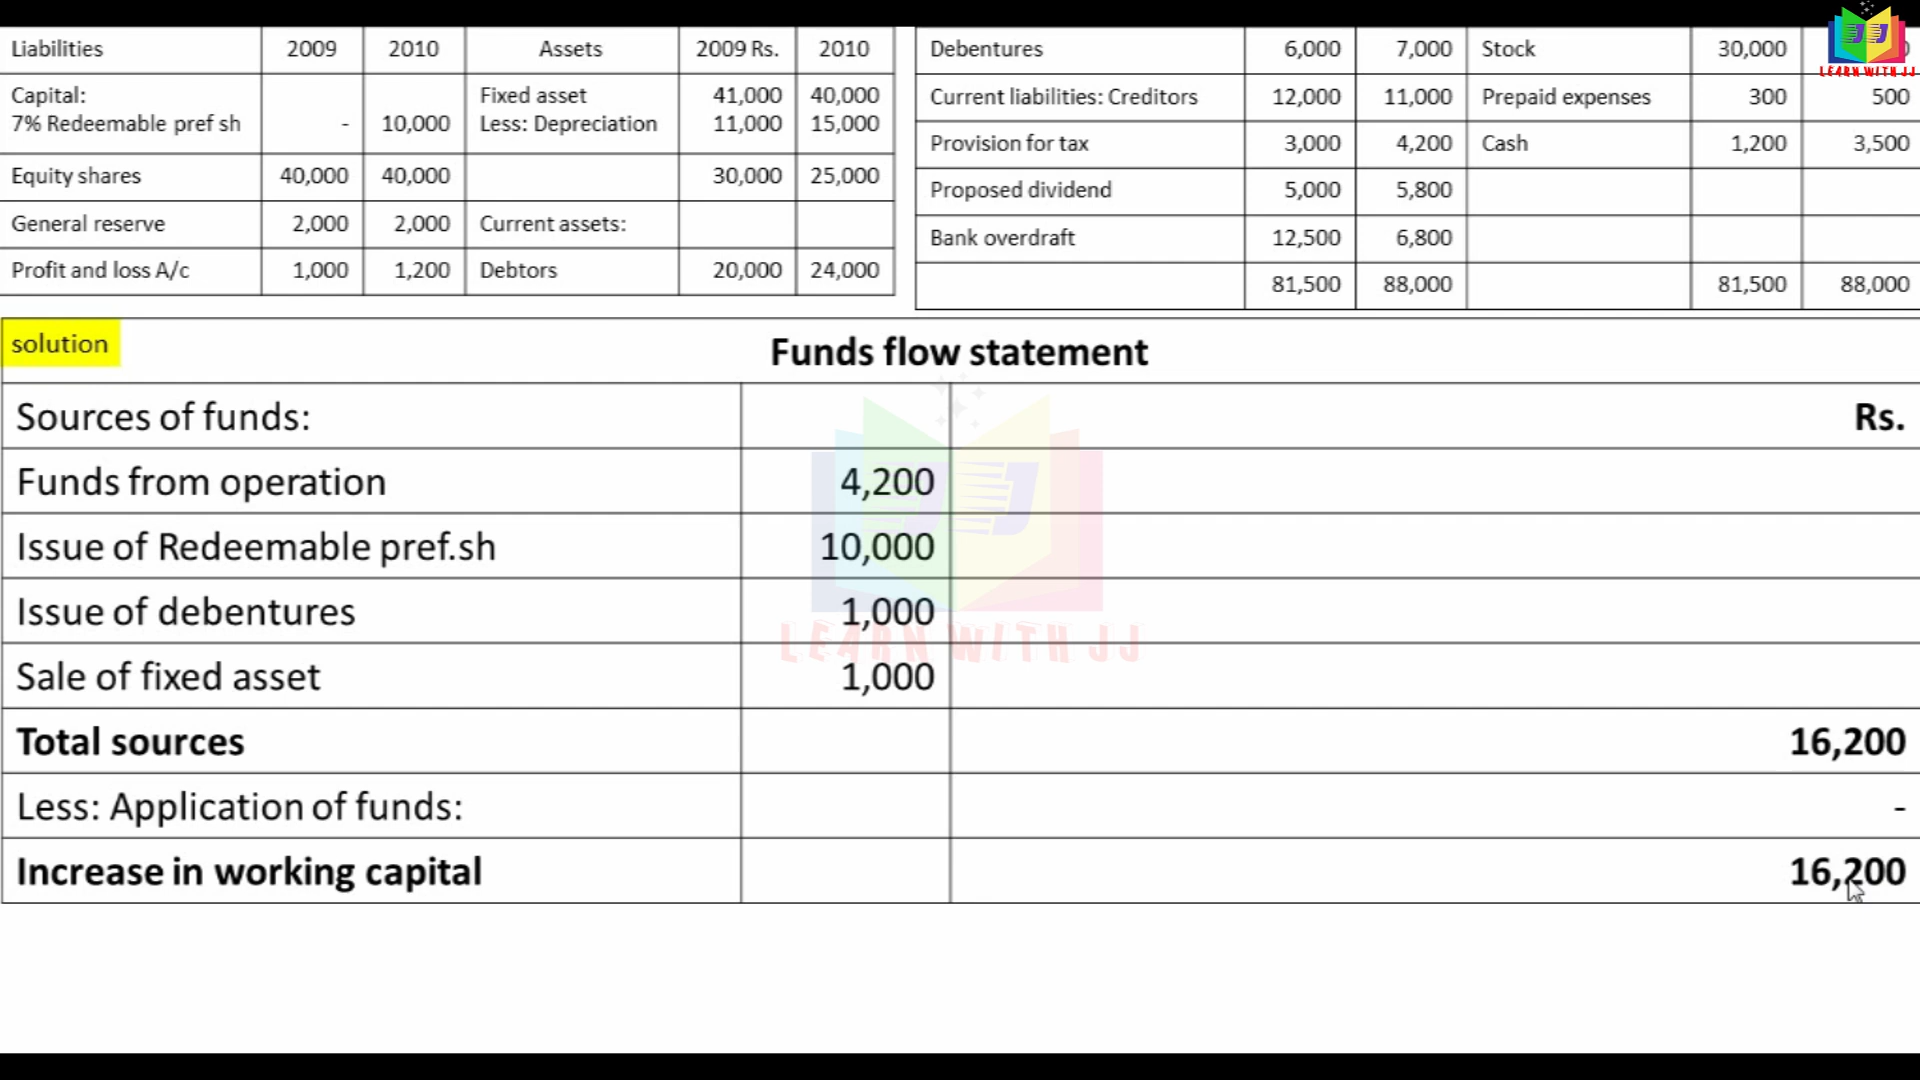 Liabilities 2009 2010 Assets 2009 Rs. 2010
Capital: Fixed asset 41,000 40,000
7% Redeemable pref sh - 10,000 Less: Depreciation 11,000 15,000
Equity shares 40,000 40,000 30,000 25,000
General reserve 2,000 2,000 Current assets:
Profit and loss A/c 1,000 1,200 Debtors 20,000 24,000
Debentures 6,000 7,000 Stock 30,000
Current liabilities: Creditors 12,000 11,000 Prepaid expenses 300 500
Provision for tax 3,000 4,200 Cash 1,200 3,500
Proposed dividend 5,000 5,800
Bank overdraft 12,500 6,800
81,500 88,000 81,500 88,000
JJ
LEARN WITH JJ
solution
Funds flow statement
Sources of funds: Rs.
Funds from operation 4,200
Issue of Redeemable pref.sh 10,000
Issue of debentures 1,000
Sale of fixed asset 1,000
Total sources 16,200
Less: Application of funds: -
Increase in working capital 16,200
JJ
LEARN WITH JJ